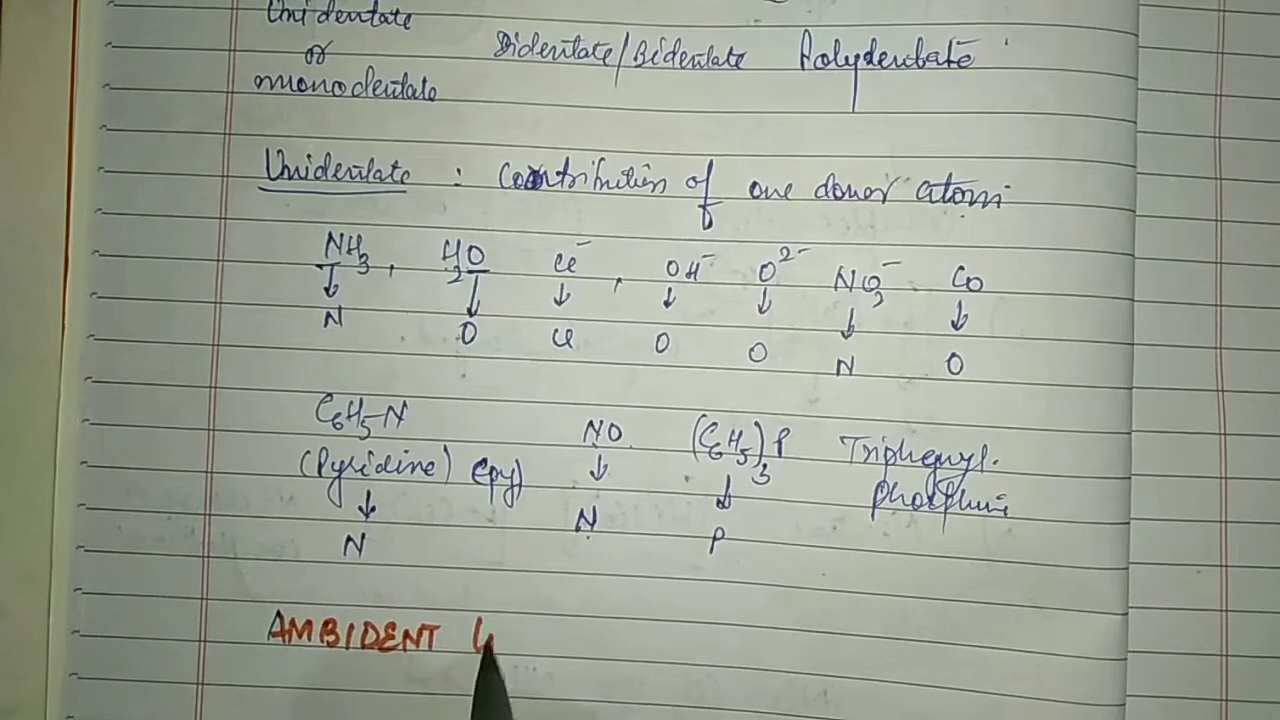 Unidentate
or
monodentate
Didentate/Bidentate
Polydentate
Unidentate : Contribution of one donor atom
NH3, H2O Cl-, OH- O2- NO2- CO
N O Cl O O N O
C6H5-N NO (C6H5)3P Triphenyl.
(Pyridine) (py) phosphine
N N P
AMBIDENT L